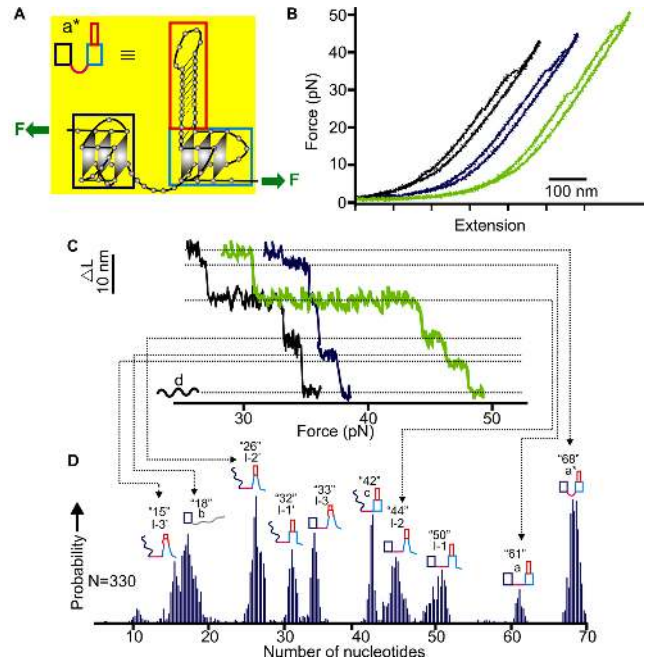 A
a*
≡
F
F
B
50
40
30
20
10
0
Force (pN)
100 nm
Extension
C
△L
10 nm
d
30
40
50
Force (pN)
D
"15"
I-3'
"18"
b
"26"
I-2'
"32"
I-1'
"33"
I-3
"42"
c
"44"
I-2
"50"
I-1
"61"
a
"68"
a*
Probability
N=330
10
20
30
40
50
60
70
Number of nucleotides